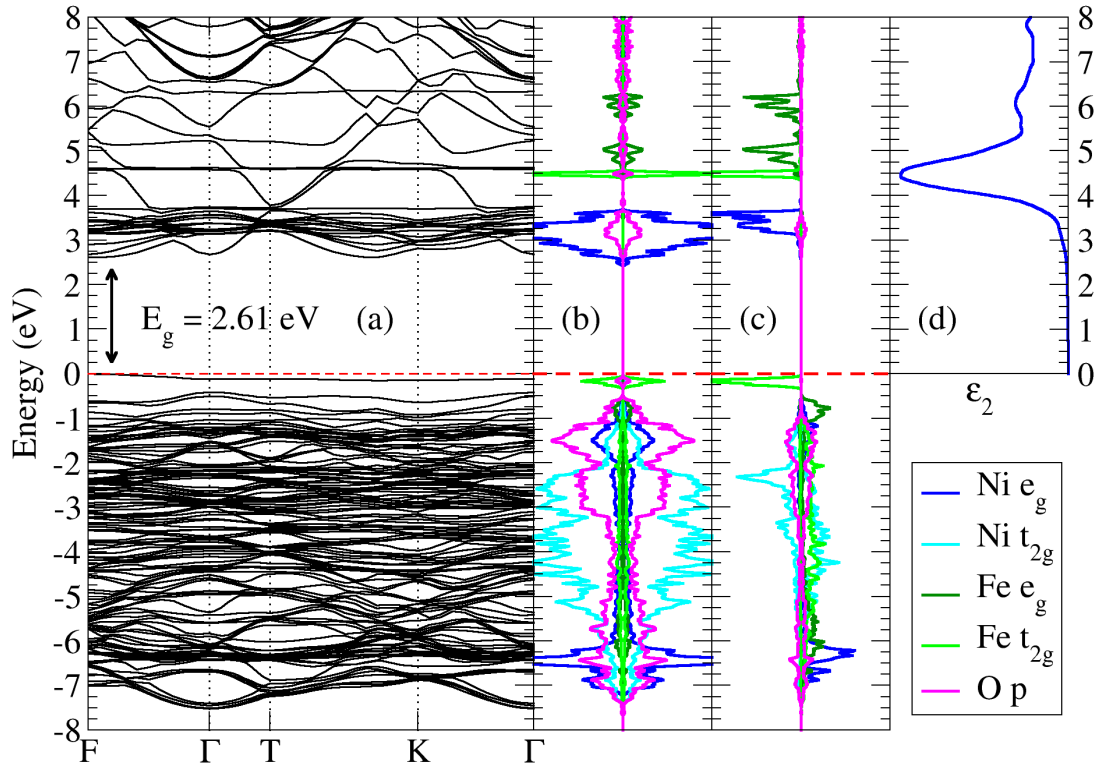 8
7
6
5
4
3
2
1
0
-1
-2
-3
-4
-5
-6
-7
-8
Energy (eV)
F Γ T K Γ
E_g = 2.61 eV
(a)
(b)
(c)
(d)
8
7
6
5
4
3
2
1
0
ε_2
Ni e_g
Ni t_2g
Fe e_g
Fe t_2g
O p